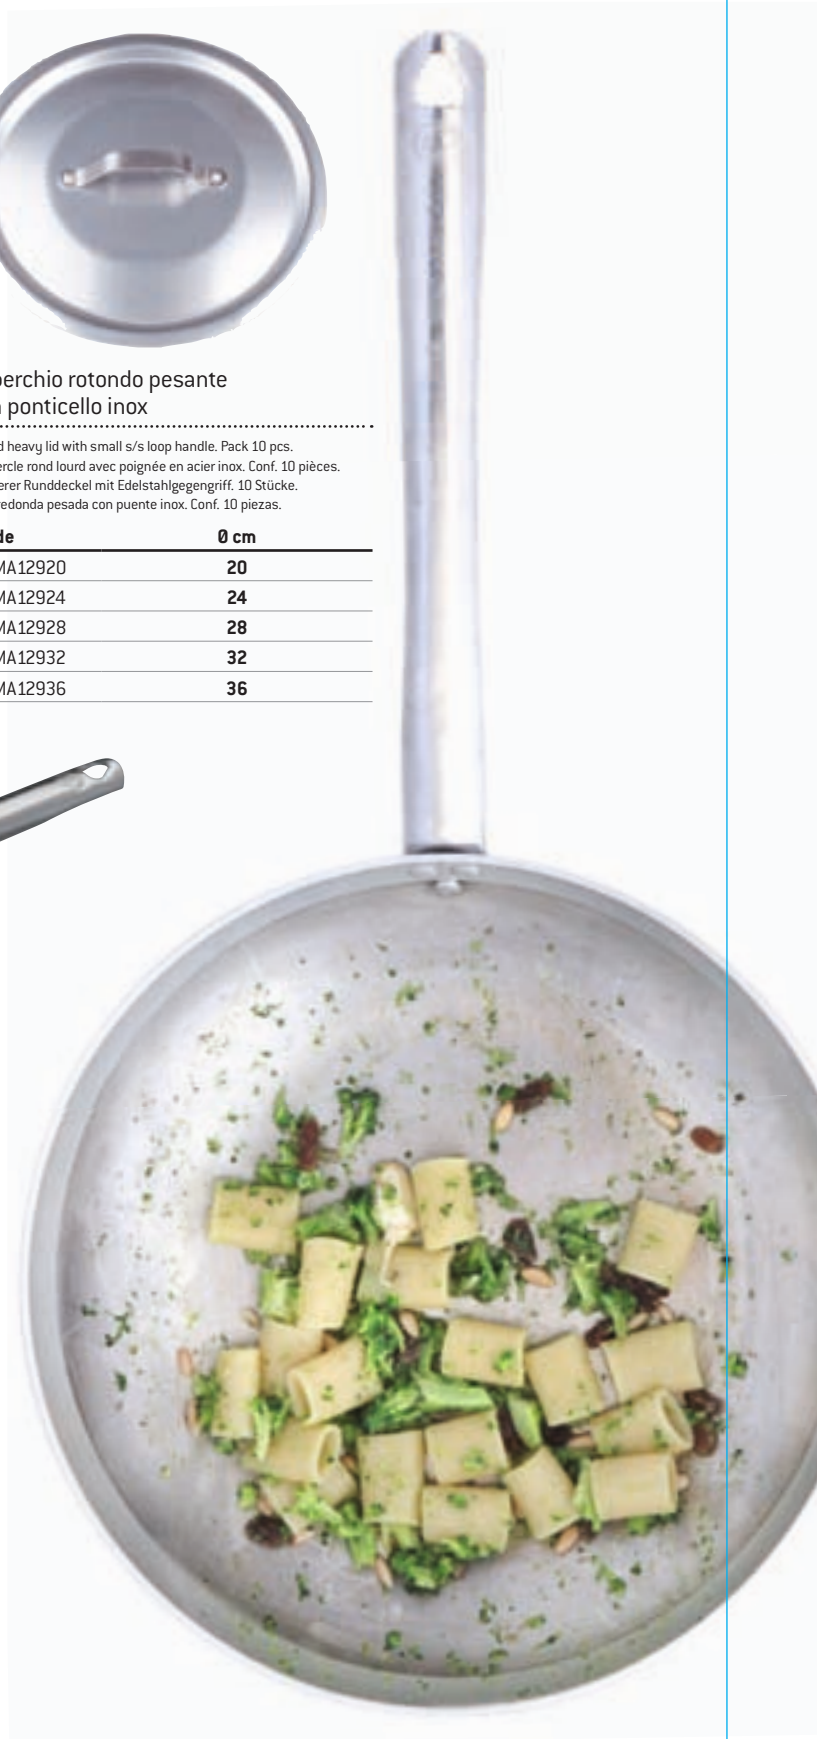 perchio rotondo pesante
ponticello inox
heavy lid with small s/s loop handle. Pack 10 pcs.
ercle rond lourd avec poignée en acier inox. Conf. 10 pièces.
erer Runddeckel mit Edelstahlgegengriff. 10 Stücke.
redonda pesada con puente inox. Conf. 10 piezas.
de Ø cm
MA12920 20
MA12924 24
MA12928 28
MA12932 32
MA12936 36